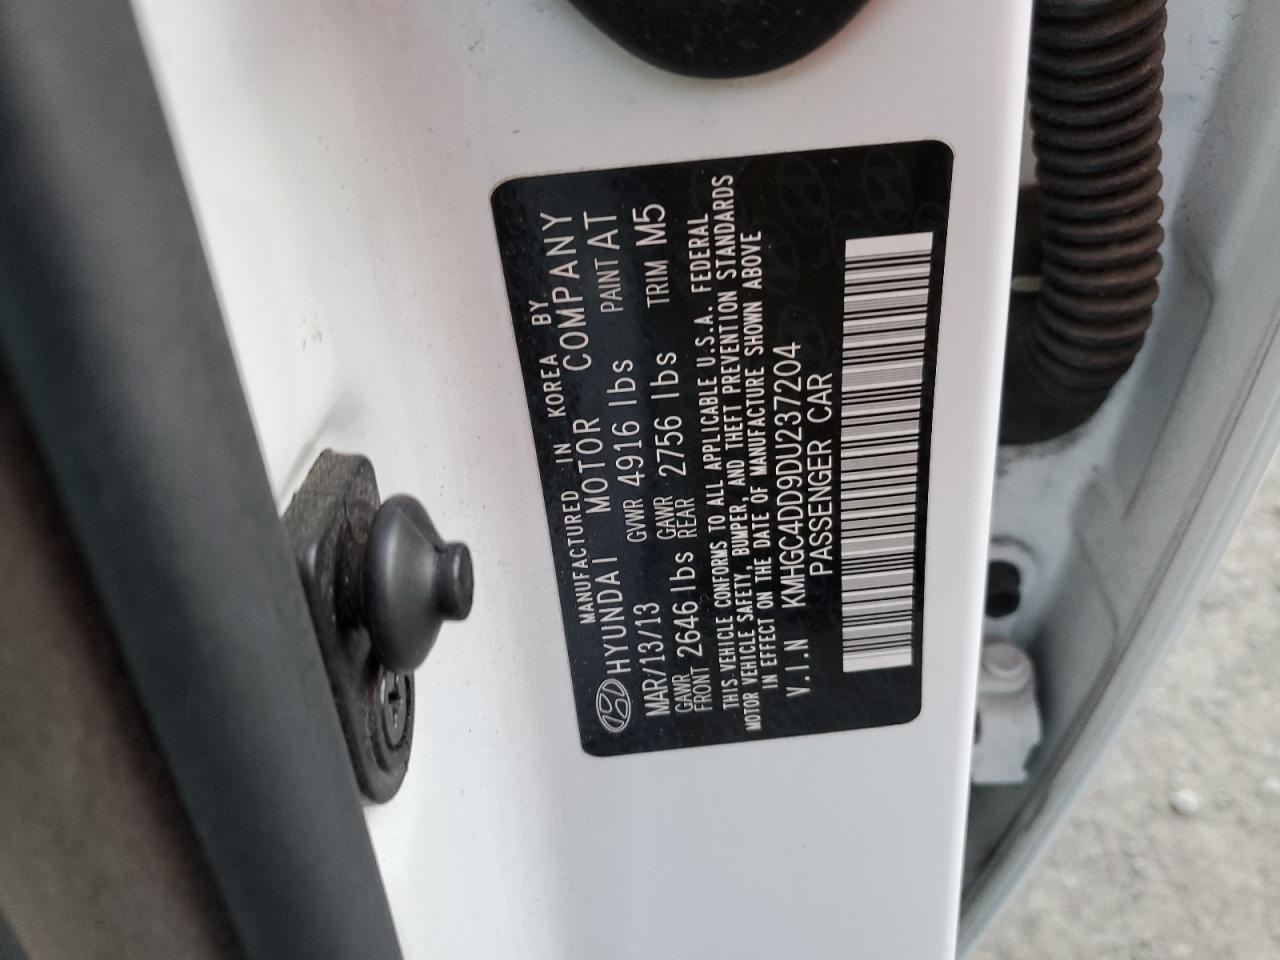 MANUFACTURED IN KOREA BY
HYUNDAI MOTOR COMPANY
MAR/13/13 GVWR 4916 lbs PAINT AT
GAWR FRONT 2646 lbs GAWR REAR 2756 lbs TRIM M5
THIS VEHICLE CONFORMS TO ALL APPLICABLE U.S.A. FEDERAL
MOTOR VEHICLE SAFETY, BUMPER, AND THEFT PREVENTION STANDARDS
IN EFFECT ON THE DATE OF MANUFACTURE SHOWN ABOVE
V.I.N KMHGC4DD9DU237204
PASSENGER CAR